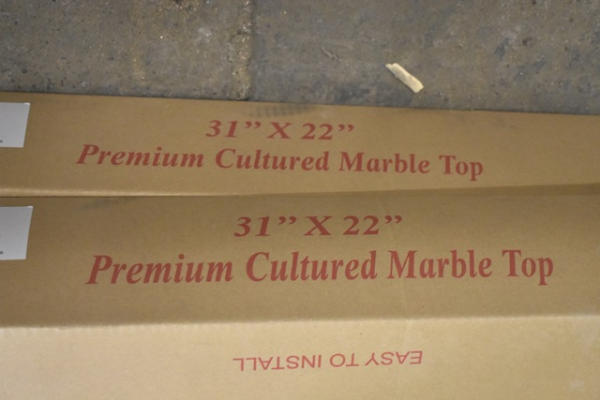 31” X 22”
Premium Cultured Marble Top
31” X 22”
Premium Cultured Marble Top
EASY TO INSTALL